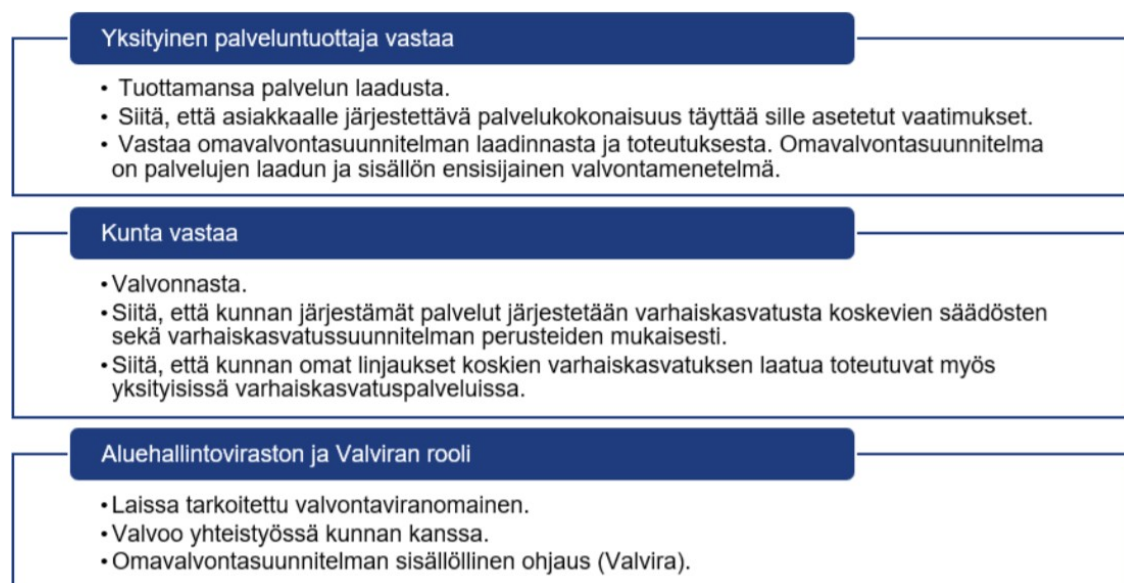 Yksityinen palveluntuottaja vastaa
• Tuottamansa palvelun laadusta.
• Siitä, että asiakkaalle järjestettävä palvelukokonaisuus täyttää sille asetetut vaatimukset.
• Vastaa omavalvontasuunnitelman laadinnasta ja toteutuksesta. Omavalvontasuunnitelma
on palvelujen laadun ja sisällön ensisijainen valvontamenetelmä.
Kunta vastaa
• Valvonnasta.
• Siitä, että kunnan järjestämät palvelut järjestetään varhaiskasvatusta koskevien säädösten
sekä varhaiskasvatussuunnitelman perusteiden mukaisesti.
• Siitä, että kunnan omat linjaukset koskien varhaiskasvatuksen laatua toteutuvat myös
yksityisissä varhaiskasvatuspalveluissa.
Aluehallintoviraston ja Valviran rooli
• Laissa tarkoitettu valvontaviranomainen.
• Valvoo yhteistyössä kunnan kanssa.
• Omavalvontasuunnitelman sisällöllinen ohjaus (Valvira).